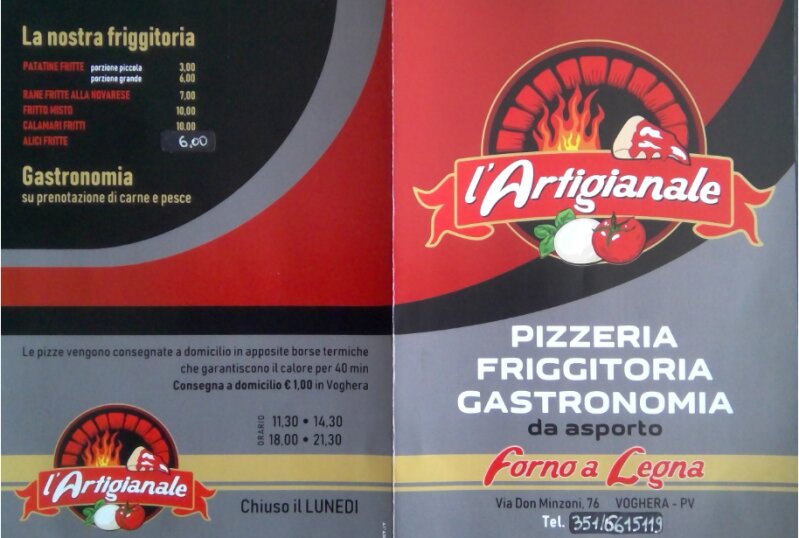 La nostra friggitoria
PATATINE FRITTE porzione piccola 3,00
porzione grande 6,00
RANE FRITTE ALLA NOVARESE 7,00
FRITTO MISTO 10,00
CALAMARI FRITTI 10.00
ALICI FRITTE 6,00
Gastronomia
su prenotazione di carne e pesce
Le pizze vengono consegnate a domicilio in apposite borse termiche
che garantiscono il calore per 40 min
Consegna a domicilio € 1,00 in Voghera
ORARIO
11,30 • 14.30
18.00 • 21,30
l'Artigianale
Chiuso il LUNEDI
l'Artigianale
PIZZERIA
FRIGGITORIA
GASTRONOMIA
da asporto
Forno a Legna
Via Don Minzoni, 76 VOGHERA - PV
Tel. 351/6615119